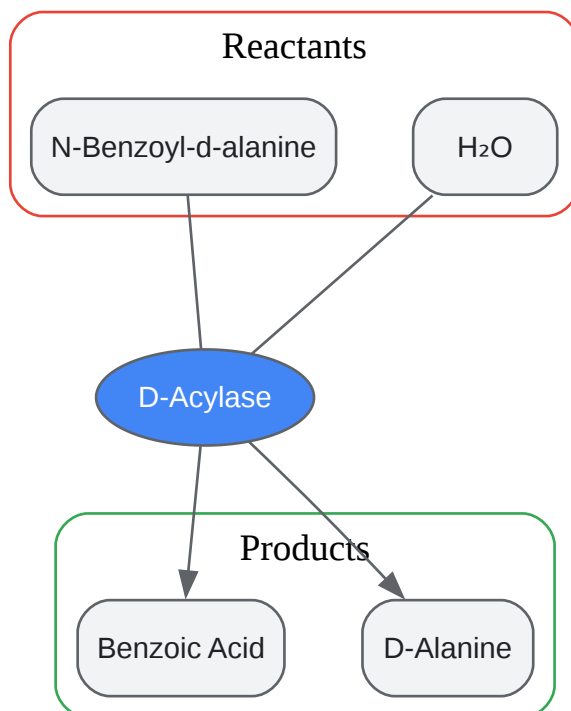 Reactants
N-Benzoyl-d-alanine
H₂O
D-Acylase
Products
Benzoic Acid
D-Alanine